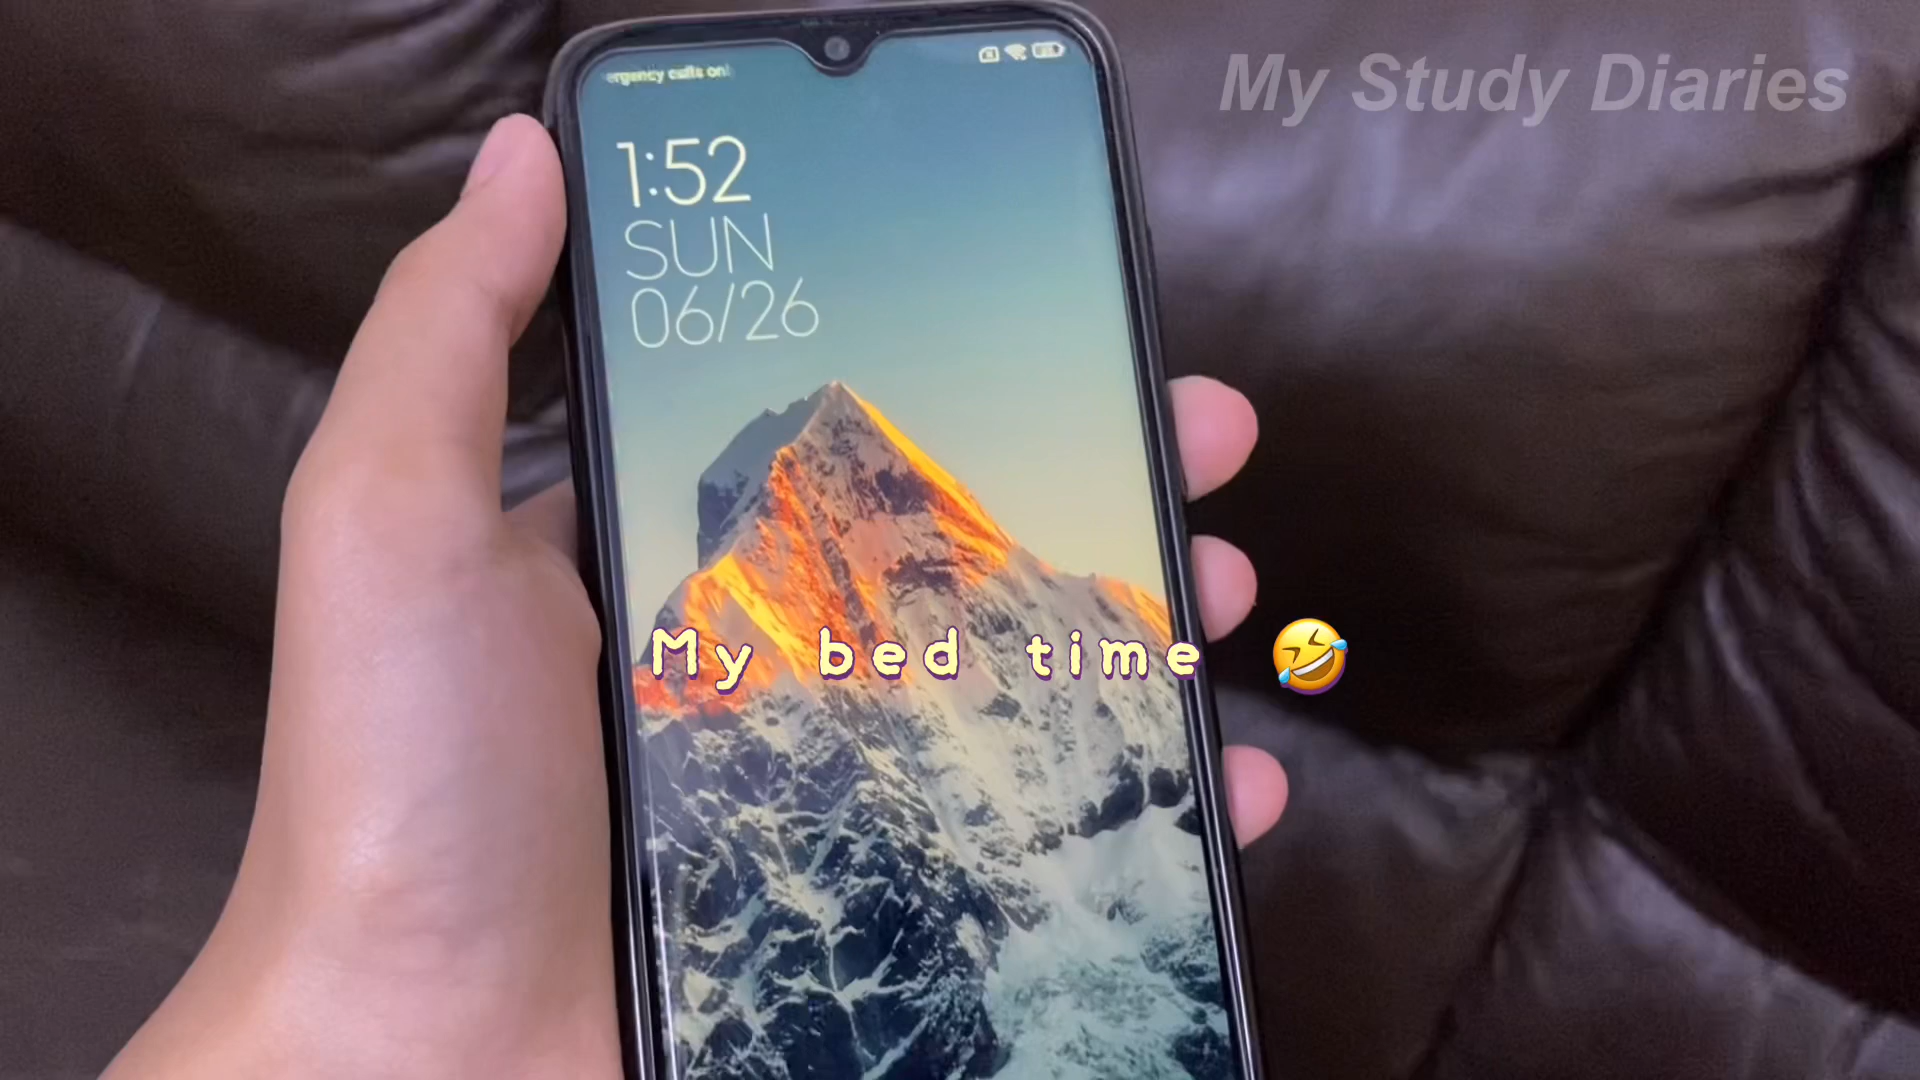 My Study Diaries
ergency calls onl
1:52
SUN
06/26
My bed time 🤣